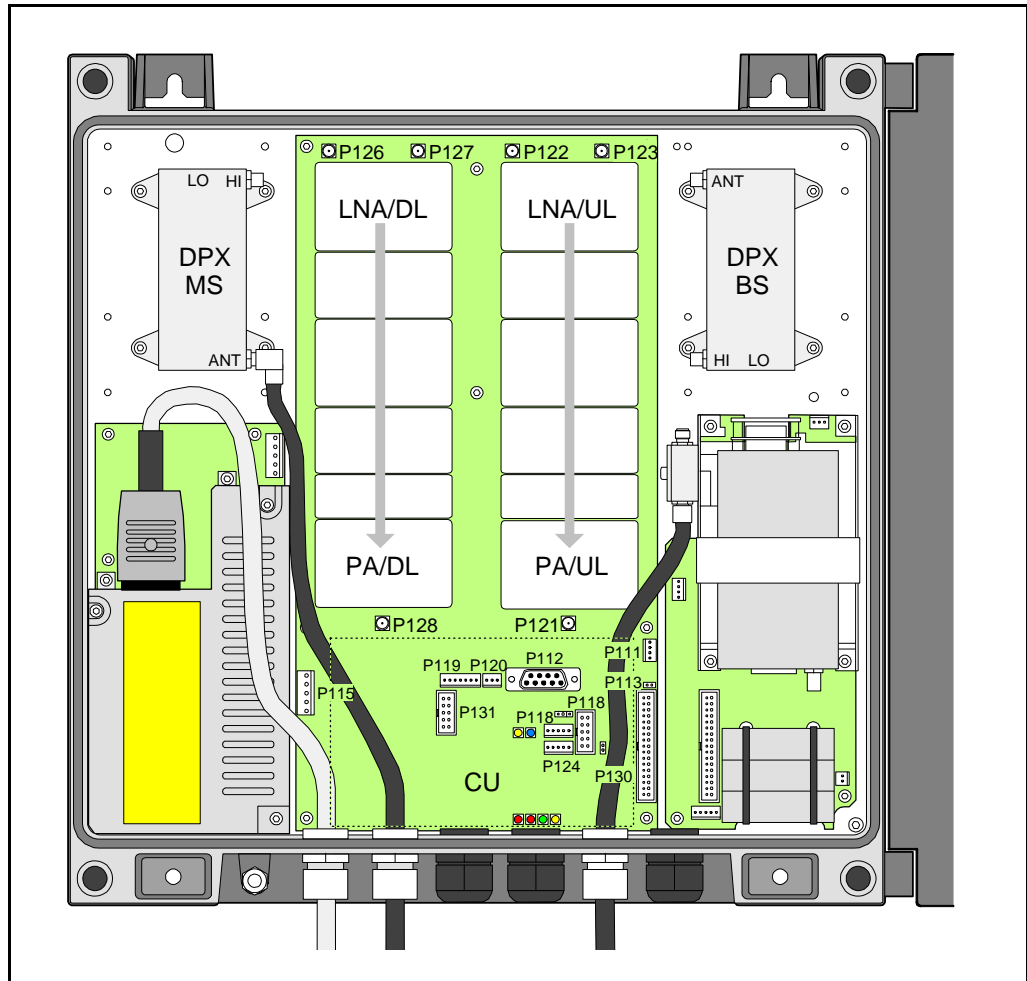 P126 P127 P122 P123
LO HI
LNA/DL
LNA/UL
ANT
DPX
MS
DPX
BS
ANT
HI LO
PA/DL
PA/UL
P128
P121
P119 P120 P112
P111
P113
P115
P131
P118
P118
P124
P130
CU